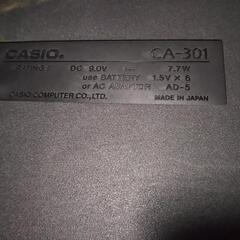 CASIO. CA-301
RATING: DC 9.0V 7.7W
use BATTERY 1.5V × 6
or AC ADAPTOR AD-5
CASIO COMPUTER CO., LTD. MADE IN JAPAN